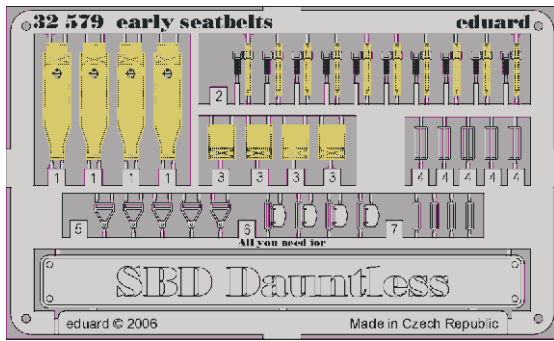 32 579 early seatbelts eduard
2
1 1 1 1 3 3 3 3 4 4 4 4 4
5 6 7
All you need for
SBD Dauntless
eduard © 2006 Made in Czech Republic